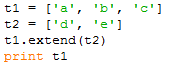 t1 = ['a', 'b', 'c']
t2 = ['d', 'e']
t1.extend(t2)
print t1